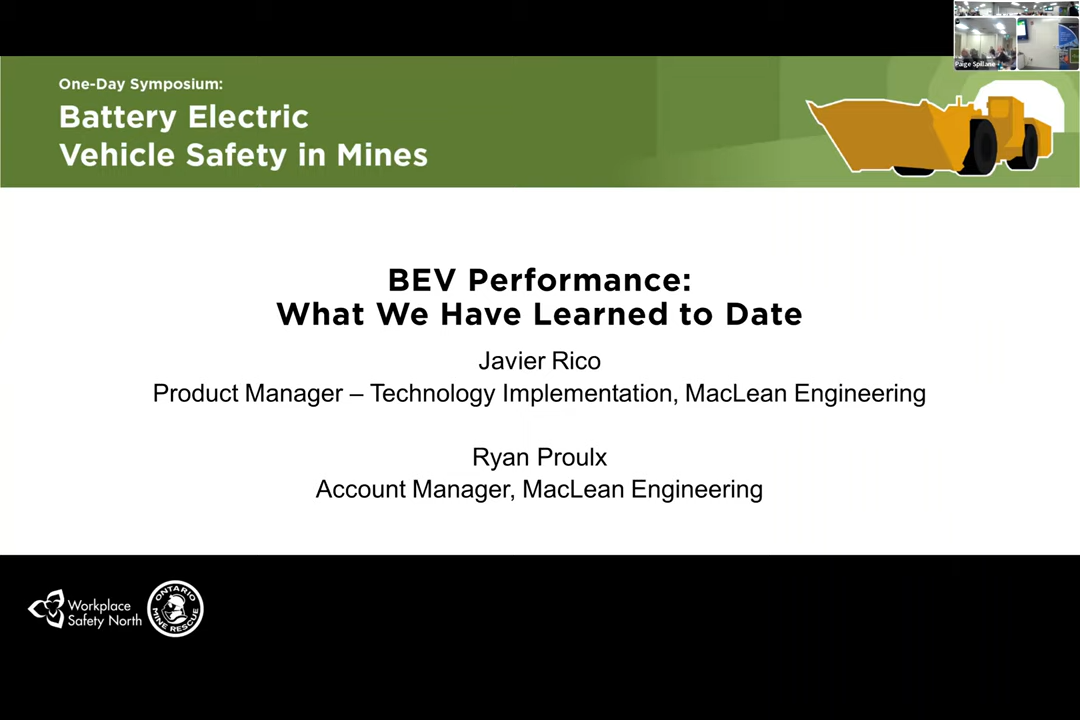 One-Day Symposium:
Battery Electric
Vehicle Safety in Mines
Paige Spillane
BEV Performance:
What We Have Learned to Date
Javier Rico
Product Manager – Technology Implementation, MacLean Engineering
Ryan Proulx
Account Manager, MacLean Engineering
Workplace
Safety North
ONTARIO
MINE RESCUE